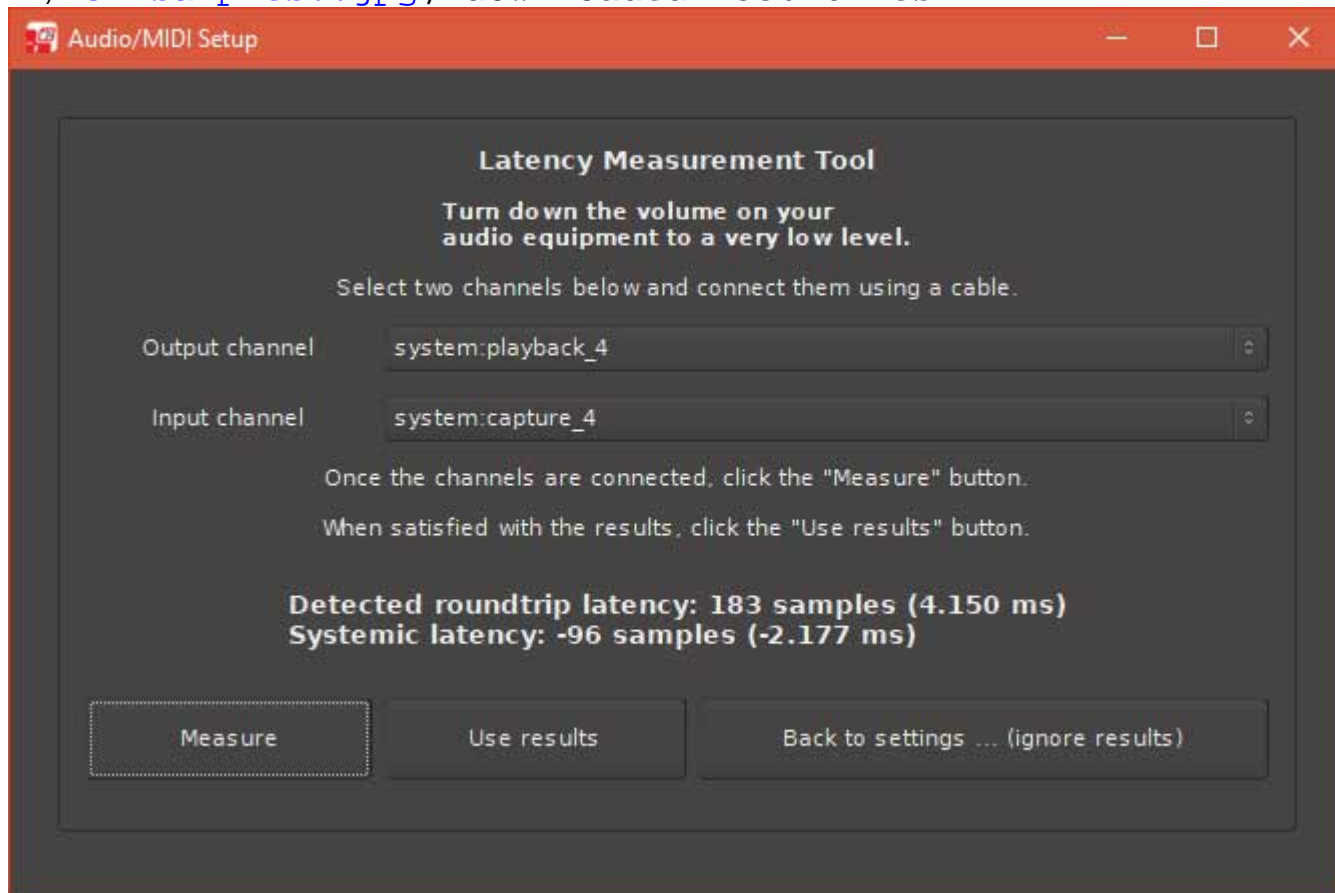 Audio/MIDI Setup
Latency Measurement Tool
Turn down the volume on your
audio equipment to a very low level.
Select two channels below and connect them using a cable.
Output channel system:playback_4
Input channel system:capture_4
Once the channels are connected, click the "Measure" button.
When satisfied with the results, click the "Use results" button.
Detected roundtrip latency: 183 samples (4.150 ms)
Systemic latency: -96 samples (-2.177 ms)
Measure Use results Back to settings ... (ignore results)